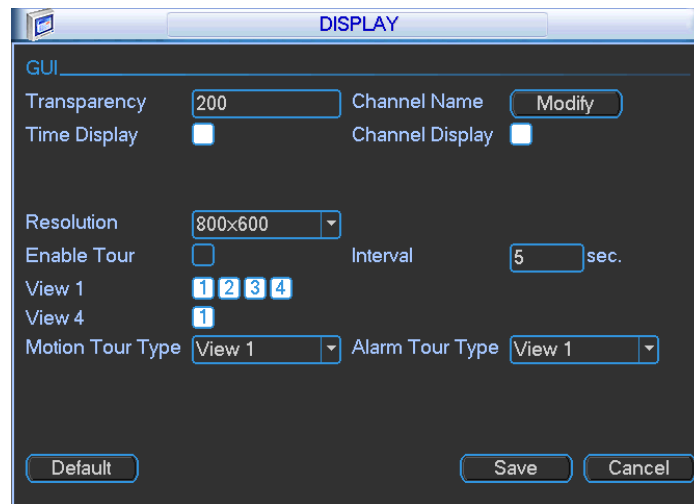 DISPLAY
GUI
Transparency 200 Channel Name Modify
Time Display Channel Display
Resolution 800×600
Enable Tour Interval 5 sec.
View 1 1 2 3 4
View 4 1
Motion Tour Type View 1 Alarm Tour Type View 1
Default Save Cancel